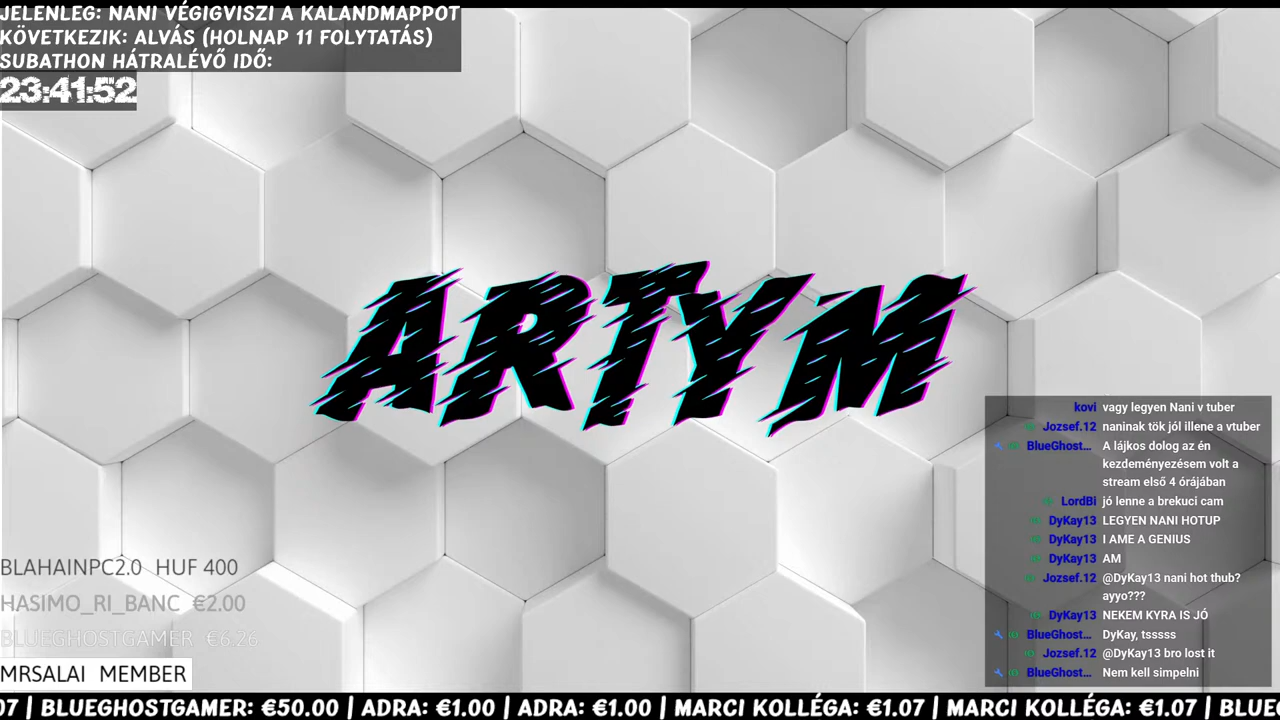 JELENLEG: NANI VÉGIGVISZI A KALANDMAPPOT
KÖVETKEZIK: ALVÁS (HOLNAP 11 FOLYTATÁS)
SUBATHON HÁTRALÉVŐ IDŐ:
23:41:52
ARTYM
kovi vagy legyen Nani v tuber
Jozsef.12 naninak tök jól illene a vtuber
BlueGhost... A lájkos dolog az én
kezdeményezésem volt a
stream első 4 órájában
LordBi jó lenne a brekuci cam
DyKay13 LEGYEN NANI HOTUP
DyKay13 I AME A GENIUS
DyKay13 AM
Jozsef.12 @DyKay13 nani hot thub?
ayyo???
DyKay13 NEKEM KYRA IS JÓ
BlueGhost... DyKay, tsssss
Jozsef.12 @DyKay13 bro lost it
BlueGhost... Nem kell simpelni
BLAHAINPC2.0 HUF 400
HASIMO_RI_BANC €2.00
BLUEGHOSTGAMER €6.26
MRSALAI MEMBER
07 | BLUEGHOSTGAMER: €50.00 | ADRA: €1.00 | ADRA: €1.00 | MARCI KOLLÉGA: €1.07 | MARCI KOLLÉGA: €1.07 | BLUE